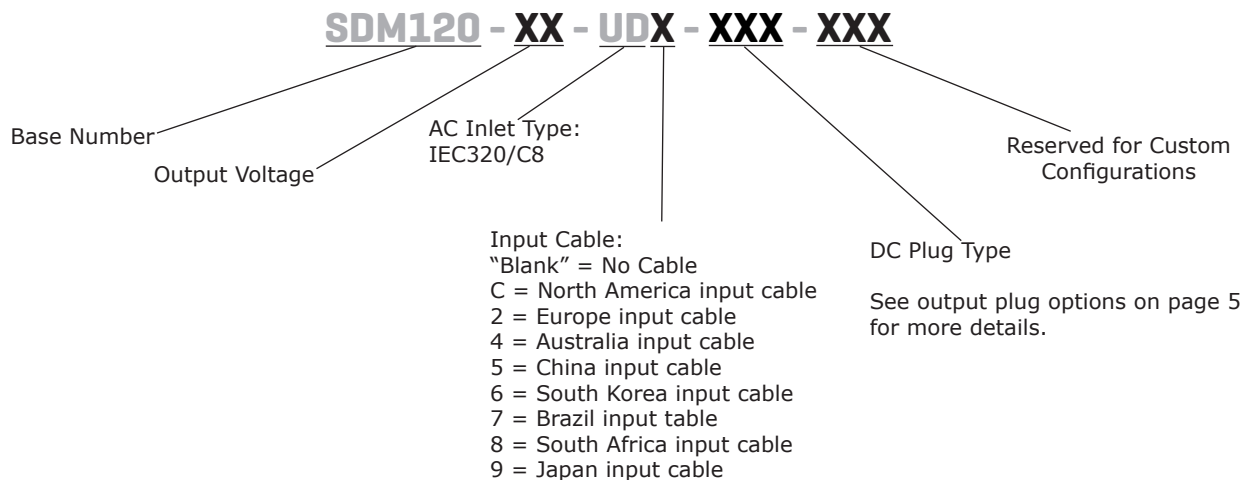 SDM120 - XX - UDX - XXX - XXX
Base Number
Output Voltage
AC Inlet Type:
IEC320/C8
Input Cable:
“Blank” = No Cable
C = North America input cable
2 = Europe input cable
4 = Australia input cable
5 = China input cable
6 = South Korea input cable
7 = Brazil input table
8 = South Africa input cable
9 = Japan input cable
DC Plug Type
See output plug options on page 5
for more details.
Reserved for Custom
Configurations